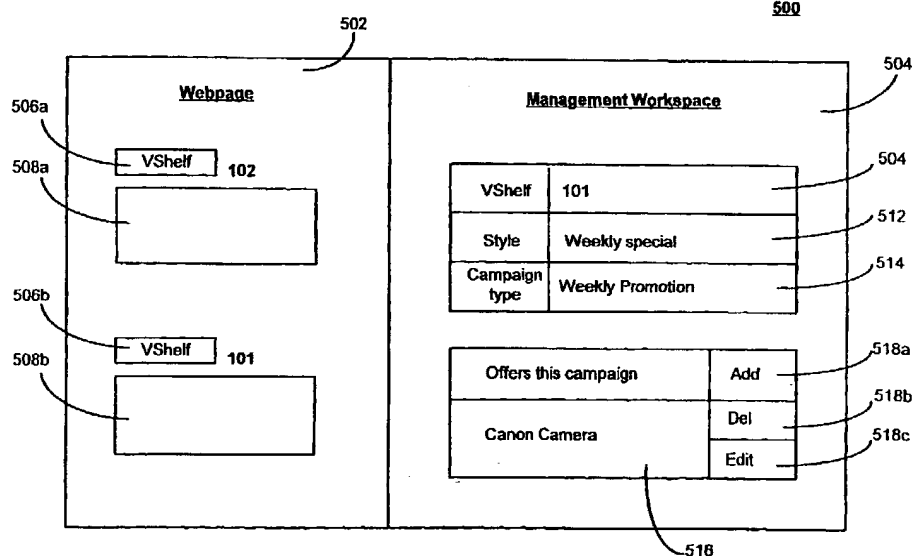 500
502
504
Webpage
Management Workspace
506a
VShelf
102
508a
VShelf
101
504
Style
Weekly special
512
Campaign
type
Weekly Promotion
514
506b
VShelf
101
508b
Offers this campaign
Add
518a
Canon Camera
Del
518b
Edit
518c
516